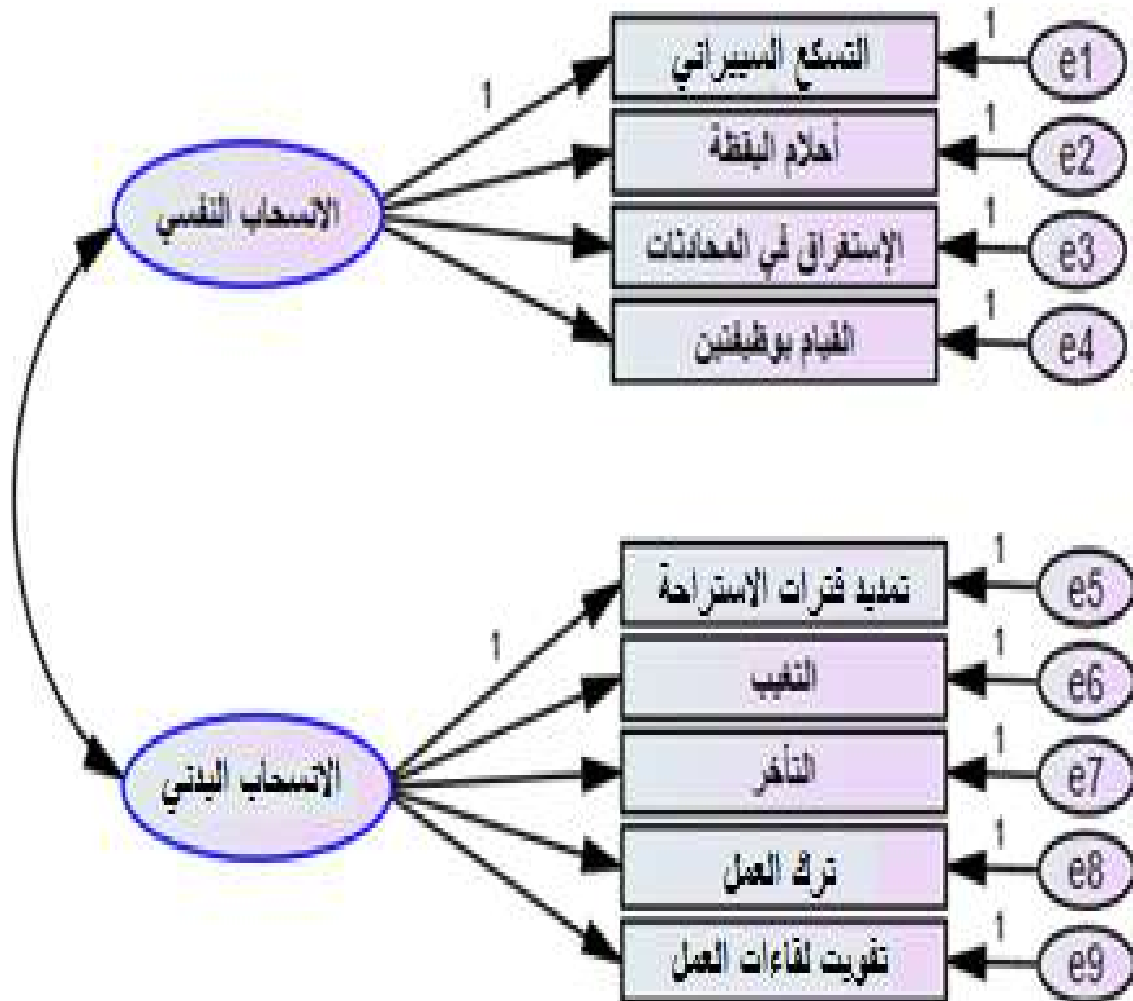 التسكع السيبراني
1
e1
1
أحلام اليقظة
1
e2
الانسحاب النفسي
الإستغراق في المحادثات
1
e3
القيام بوظيفتين
1
e4
تمديد فترات الاستراحة
1
e5
1
التغيب
1
e6
الانسحاب البدني
التأخر
1
e7
ترك العمل
1
e8
تفويت لقاءات العمل
1
e9